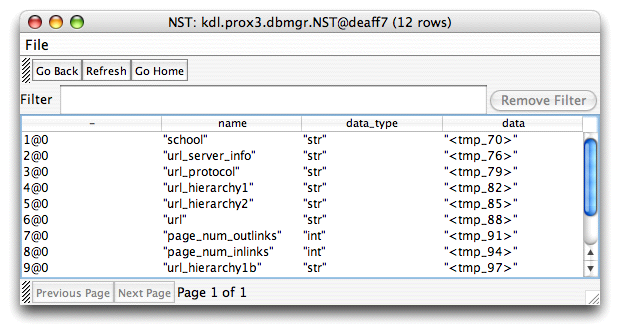 NST: kdl.prox3.dbmgr.NST@deaff7 (12 rows)
File
Go Back Refresh Go Home
Filter Remove Filter
– name data_type data
1@0 "school" "str" "<tmp_70>"
2@0 "url_server_info" "str" "<tmp_76>"
3@0 "url_protocol" "str" "<tmp_79>"
4@0 "url_hierarchy1" "str" "<tmp_82>"
5@0 "url_hierarchy2" "str" "<tmp_85>"
6@0 "url" "str" "<tmp_88>"
7@0 "page_num_outlinks" "int" "<tmp_91>"
8@0 "page_num_inlinks" "int" "<tmp_94>"
9@0 "url_hierarchy1b" "str" "<tmp_97>"
Previous Page Next Page Page 1 of 1